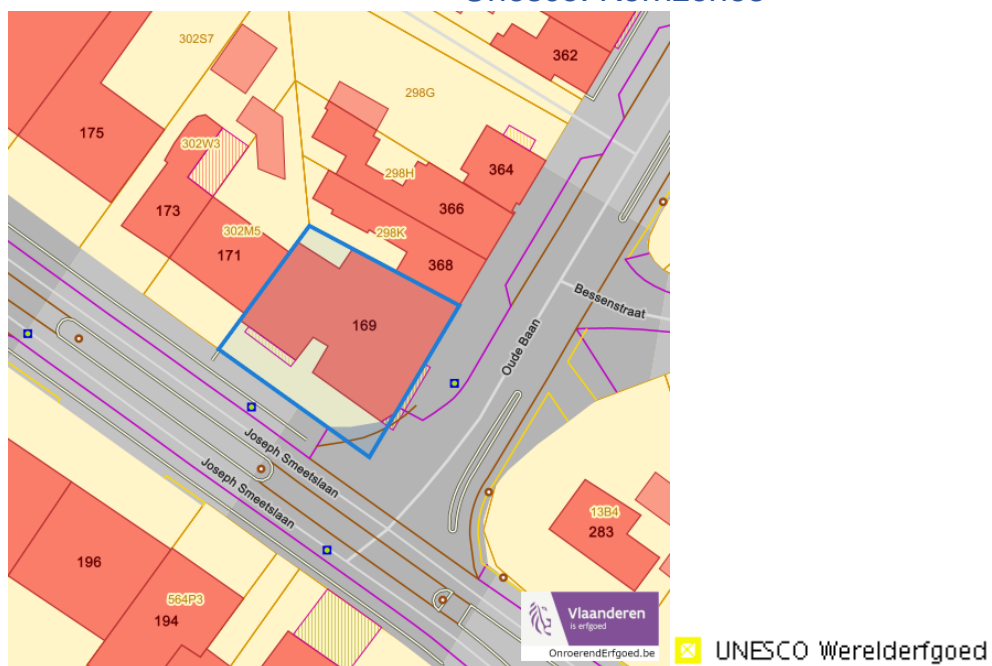 362
302S7
298G
175
302W3
364
298H
173
366
302M5
298K
171
368
Bessenstraat
169
Oude Baan
Joseph Smeetslaan
Joseph Smeetslaan
13B4
283
196
564P3
194
Vlaanderen
is erfgoed
OnroerendErfgoed.be
UNESCO Werelderfgoed